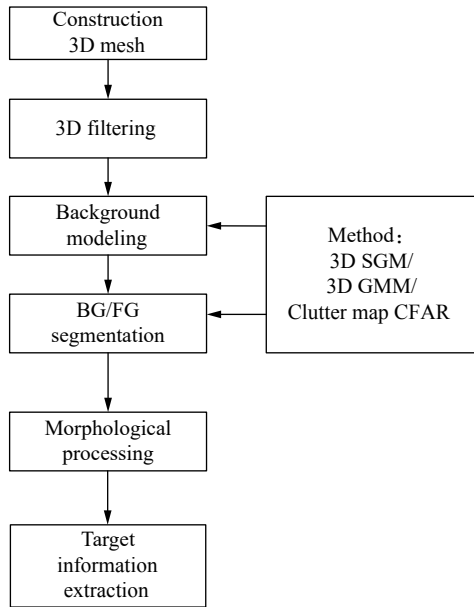 Construction
3D mesh
3D filtering
Background
modeling
Method：
3D SGM/
3D GMM/
Clutter map CFAR
BG/FG
segmentation
Morphological
processing
Target
information
extraction